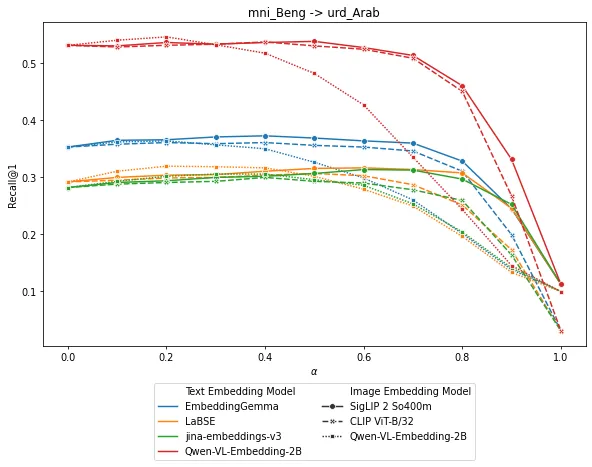 mni_Beng -> urd_Arab
Recall@1
0.5
0.4
0.3
0.2
0.1
0.0
0.2
0.4
0.6
0.8
1.0
α
Text Embedding Model
EmbeddingGemma
LaBSE
jina-embeddings-v3
Qwen-VL-Embedding-2B
Image Embedding Model
SigLIP 2 So400m
CLIP ViT-B/32
Qwen-VL-Embedding-2B